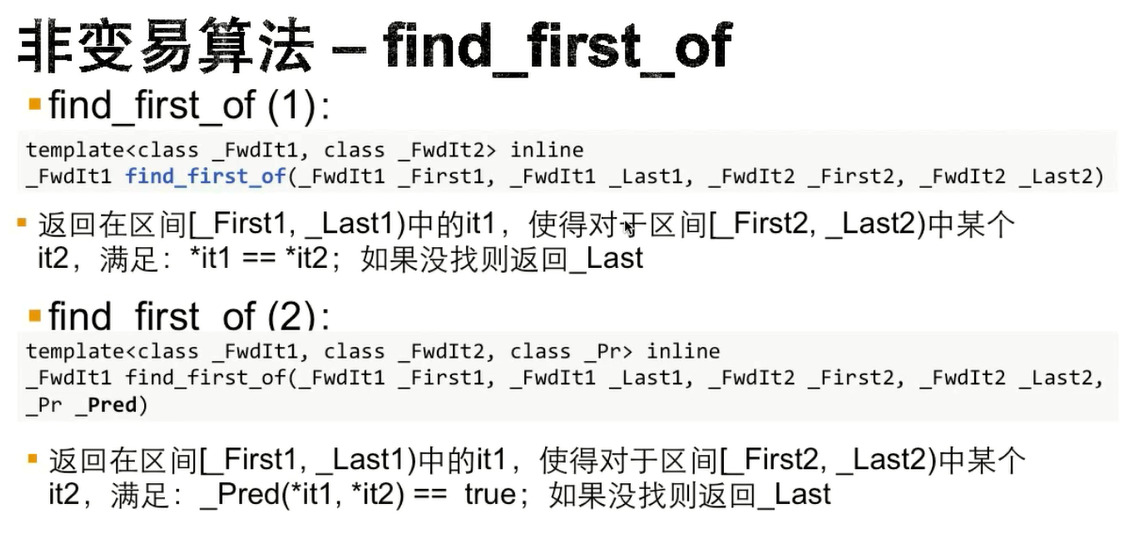 非变易算法 – find_first_of
▪find_first_of (1):
template<class _FwdIt1, class _FwdIt2> inline
_FwdIt1 find_first_of(_FwdIt1 _First1, _FwdIt1 _Last1, _FwdIt2 _First2, _FwdIt2 _Last2)
▪ 返回在区间[_First1, _Last1)中的it1，使得对于区间[_First2, _Last2)中某个
it2，满足：*it1 == *it2；如果没找则返回_Last
▪find_first_of (2):
template<class _FwdIt1, class _FwdIt2, class _Pr> inline
_FwdIt1 find_first_of(_FwdIt1 _First1, _FwdIt1 _Last1, _FwdIt2 _First2, _FwdIt2 _Last2,
_Pr _Pred)
▪ 返回在区间[_First1, _Last1)中的it1，使得对于区间[_First2, _Last2)中某个
it2，满足：_Pred(*it1, *it2) == true；如果没找则返回_Last